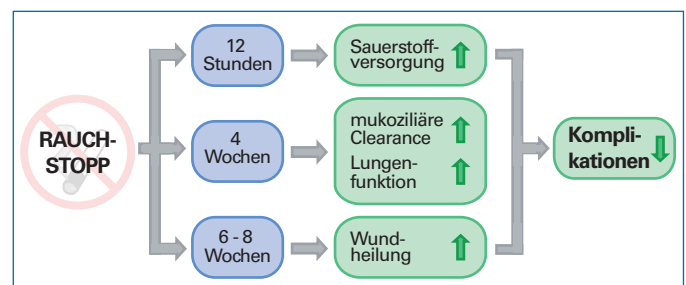 RAUCH-
STOPP
12
Stunden
Sauerstoff-
versorgung
4
Wochen
mukoziliäre
Clearance
Lungen-
funktion
6 - 8
Wochen
Wund-
heilung
Kompli-
kationen